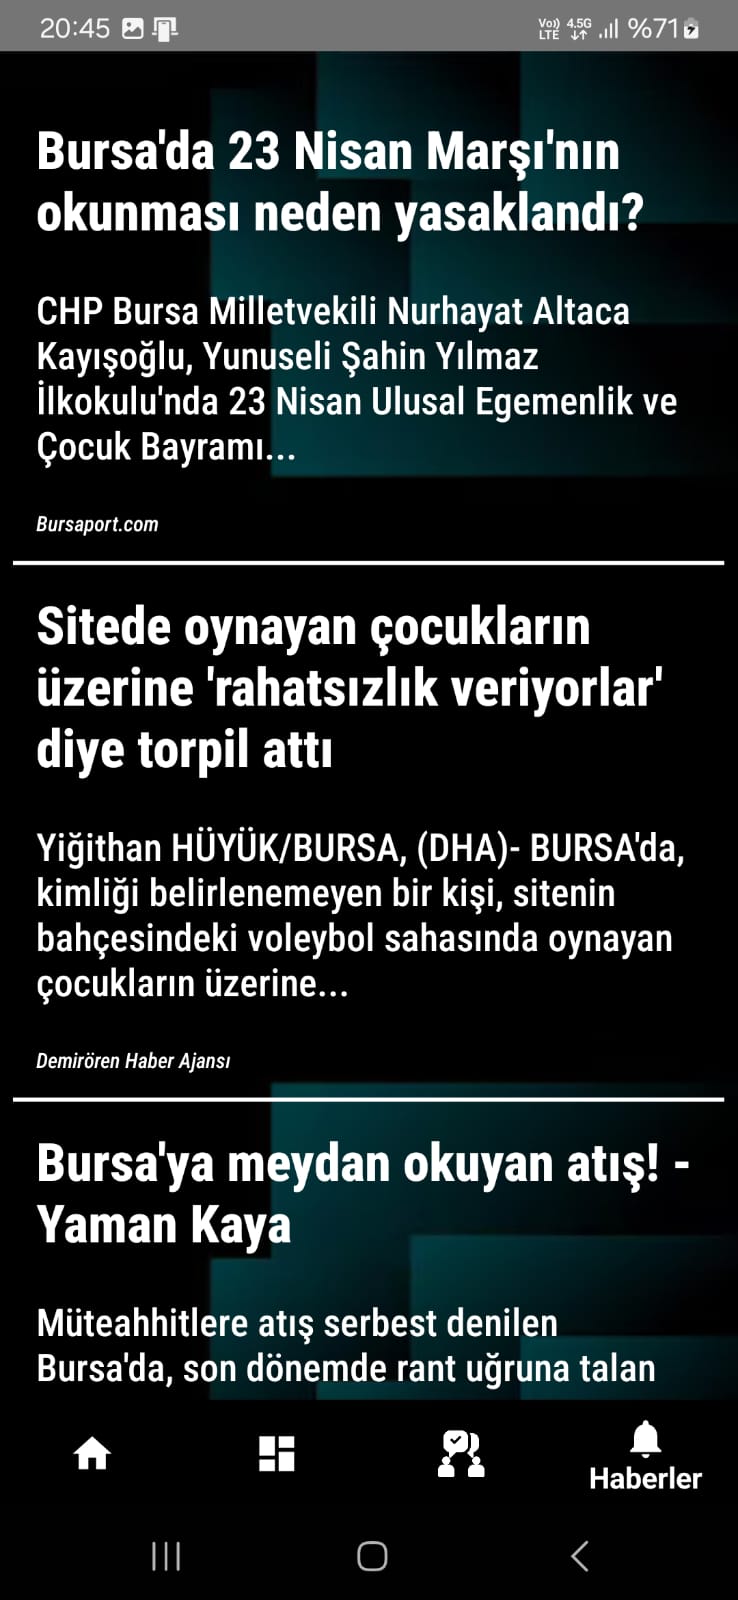 20:45 Vo)) LTE 4.5G %71
Bursa'da 23 Nisan Marşı'nın
okunması neden yasaklandı?
CHP Bursa Milletvekili Nurhayat Altaca
Kayışoğlu, Yunuseli Şahin Yılmaz
İlkokulu'nda 23 Nisan Ulusal Egemenlik ve
Çocuk Bayramı...
Bursaport.com
Sitede oynayan çocukların
üzerine 'rahatsızlık veriyorlar'
diye torpil attı
Yiğithan HÜYÜK/BURSA, (DHA)- BURSA'da,
kimliği belirlenemeyen bir kişi, sitenin
bahçesindeki voleybol sahasında oynayan
çocukların üzerine...
Demirören Haber Ajansı
Bursa'ya meydan okuyan atış! -
Yaman Kaya
Müteahhitlere atış serbest denilen
Bursa'da, son dönemde rant uğruna talan
Haberler